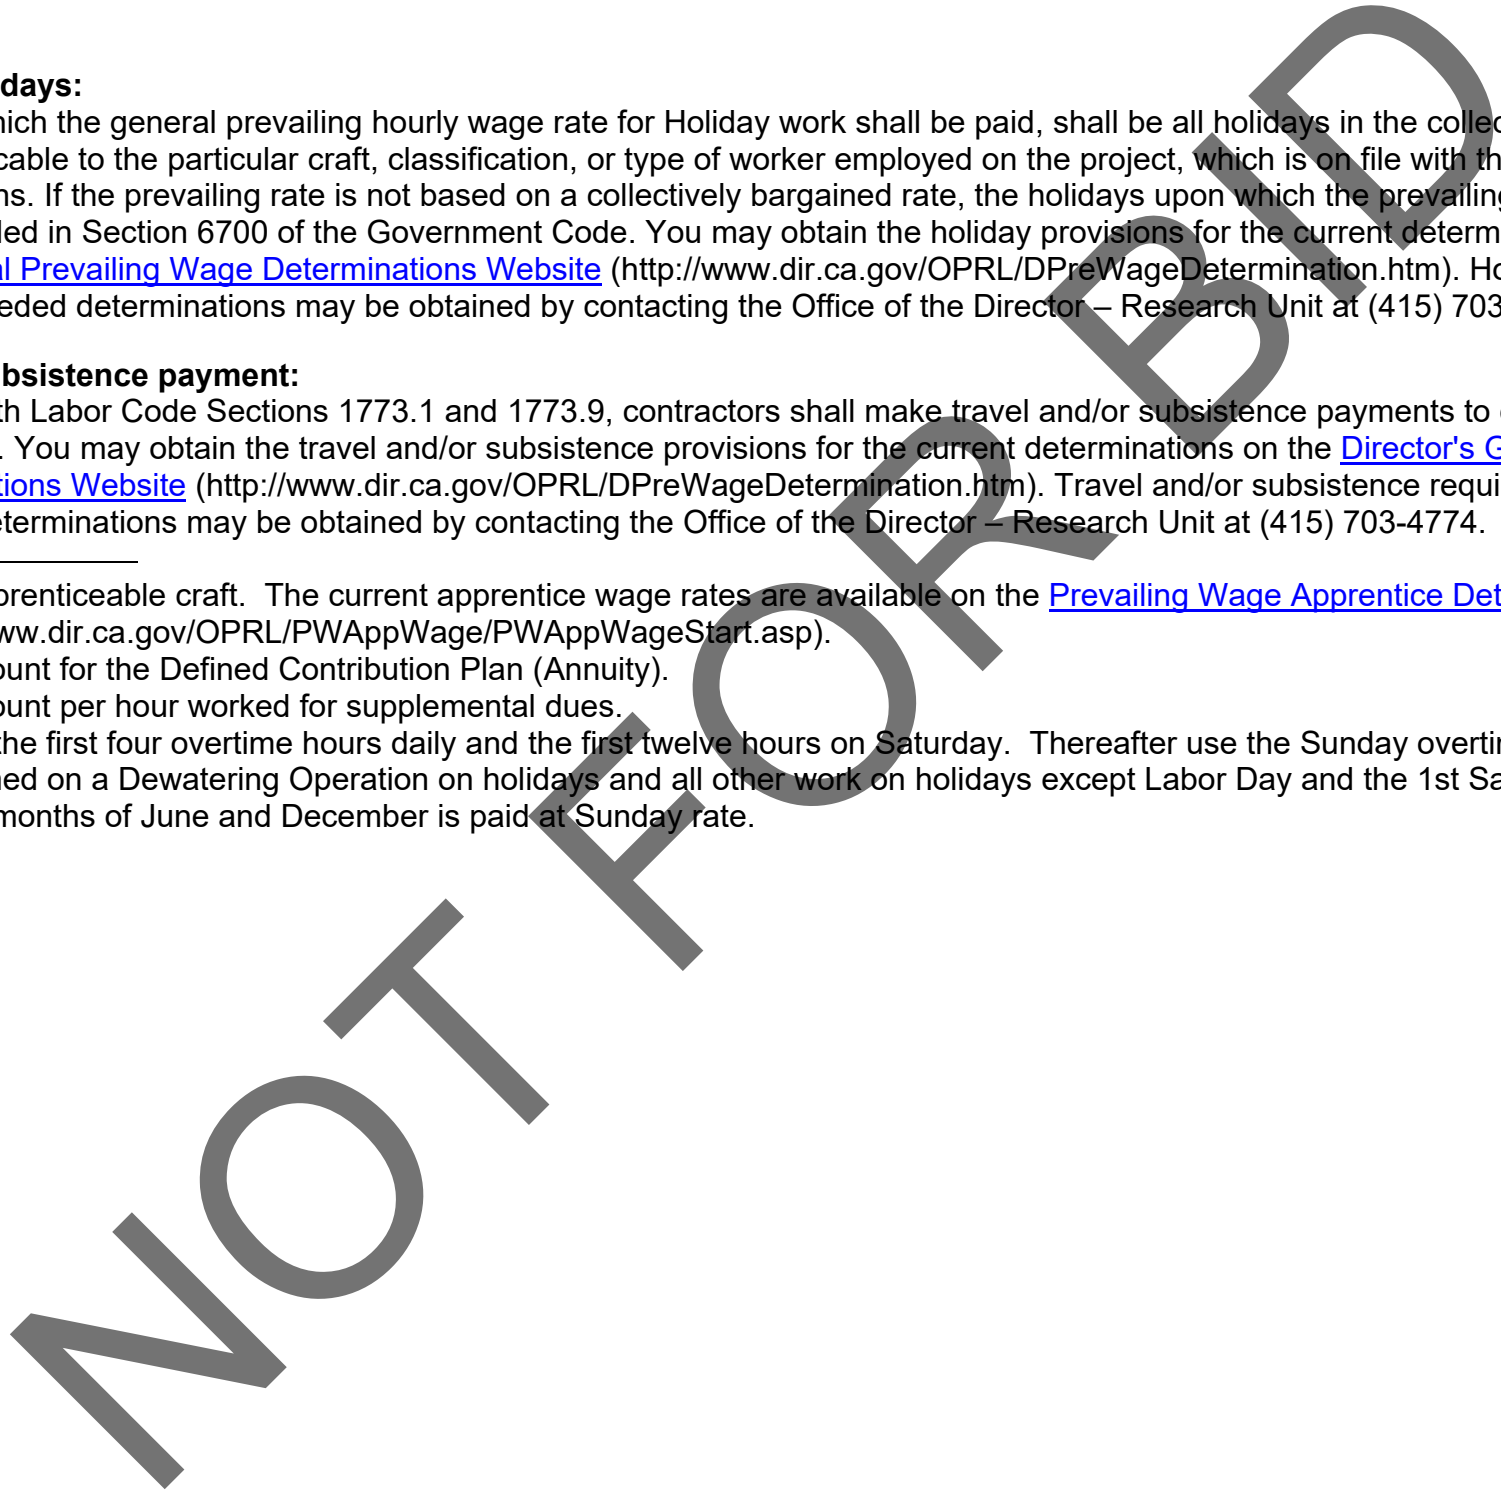 days:
hich the general prevailing hourly wage rate for Holiday work shall be paid, shall be all holidays in the collec
cable to the particular craft, classification, or type of worker employed on the project, which is on file with th
ns. If the prevailing rate is not based on a collectively bargained rate, the holidays upon which the prevailing
ded in Section 6700 of the Government Code. You may obtain the holiday provisions for the current determ
al Prevailing Wage Determinations Website (http://www.dir.ca.gov/OPRL/DPreWageDetermination.htm). Ho
eded determinations may be obtained by contacting the Office of the Director – Research Unit at (415) 703
bsistence payment:
th Labor Code Sections 1773.1 and 1773.9, contractors shall make travel and/or subsistence payments to
. You may obtain the travel and/or subsistence provisions for the current determinations on the Director's G
tions Website (http://www.dir.ca.gov/OPRL/DPreWageDetermination.htm). Travel and/or subsistence requi
eterminations may be obtained by contacting the Office of the Director – Research Unit at (415) 703-4774.
prenticeable craft.  The current apprentice wage rates are available on the Prevailing Wage Apprentice Det
ww.dir.ca.gov/OPRL/PWAppWage/PWAppWageStart.asp).
ount for the Defined Contribution Plan (Annuity).
ount per hour worked for supplemental dues.
the first four overtime hours daily and the first twelve hours on Saturday.  Thereafter use the Sunday overti
med on a Dewatering Operation on holidays and all other work on holidays except Labor Day and the 1st Sa
months of June and December is paid at Sunday rate.
NOT FOR BID